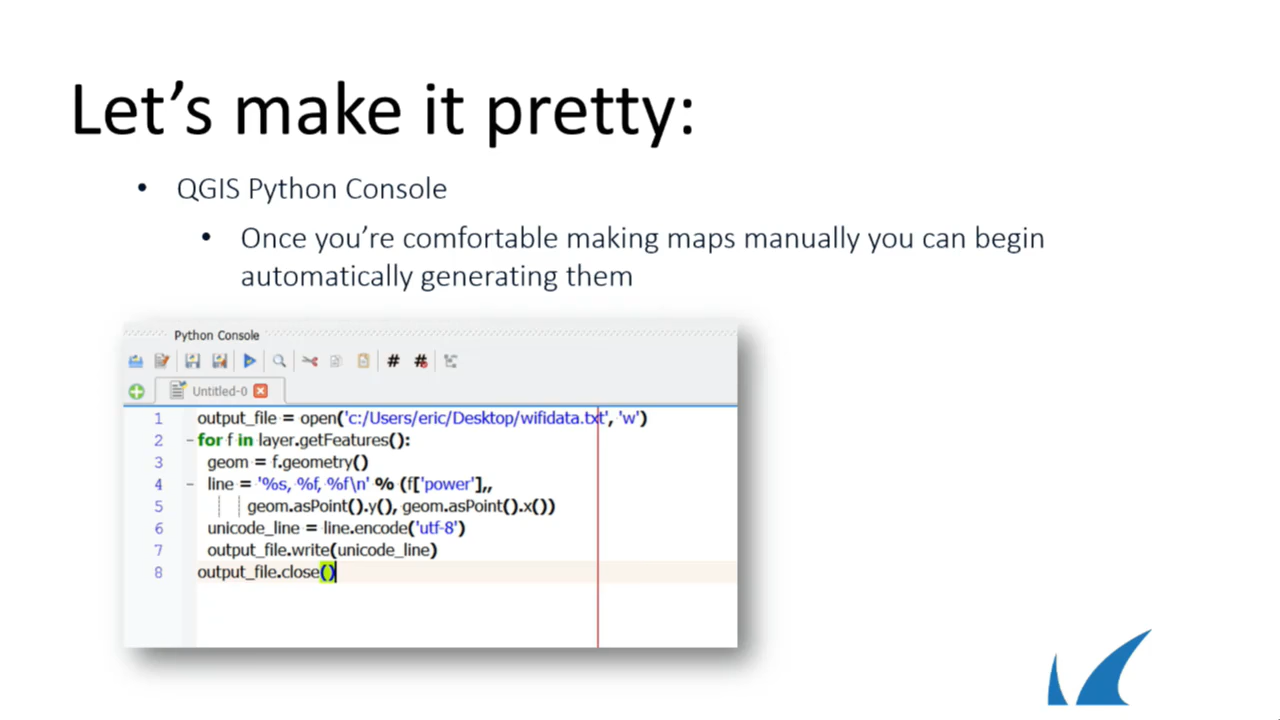 Let’s make it pretty:
• QGIS Python Console
• Once you’re comfortable making maps manually you can begin
automatically generating them
Python Console
Untitled-0
1 output_file = open('c:/Users/eric/Desktop/wifidata.txt', 'w')
2 for f in layer.getFeatures():
3 geom = f.geometry()
4 line = '%s, %f, %f\n' % (f['power'],,
5 geom.asPoint().y(), geom.asPoint().x())
6 unicode_line = line.encode('utf-8')
7 output_file.write(unicode_line)
8 output_file.close()